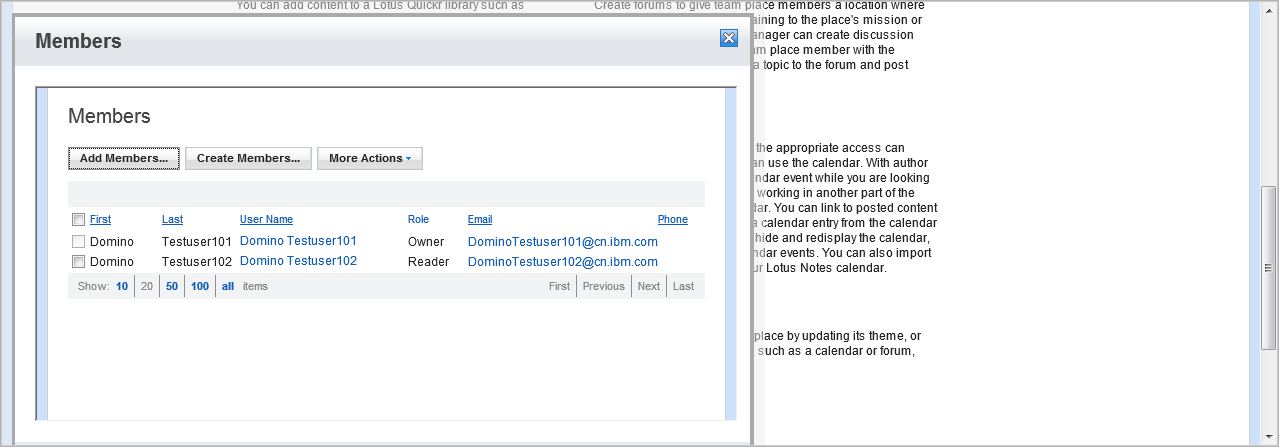 You can add content to a Lotus Quickr library such as
Create forums to give team place members a location where
Members
aining to the place's mission or
anager can create discussion
am place member with the
a topic to the forum and post
Members
Add Members...
Create Members...
More Actions
the appropriate access can
an use the calendar. With author
ndar event while you are looking
working in another part of the
dar. You can link to posted content
a calendar entry from the calendar
hide and redisplay the calendar,
ndar events. You can also import
ur Lotus Notes calendar.
First Last User Name Role Email Phone
Domino Testuser101 Domino Testuser101 Owner DominoTestuser101@cn.ibm.com
Domino Testuser102 Domino Testuser102 Reader DominoTestuser102@cn.ibm.com
Show: 10 20 50 100 all items
First Previous Next Last
place by updating its theme, or
such as a calendar or forum,